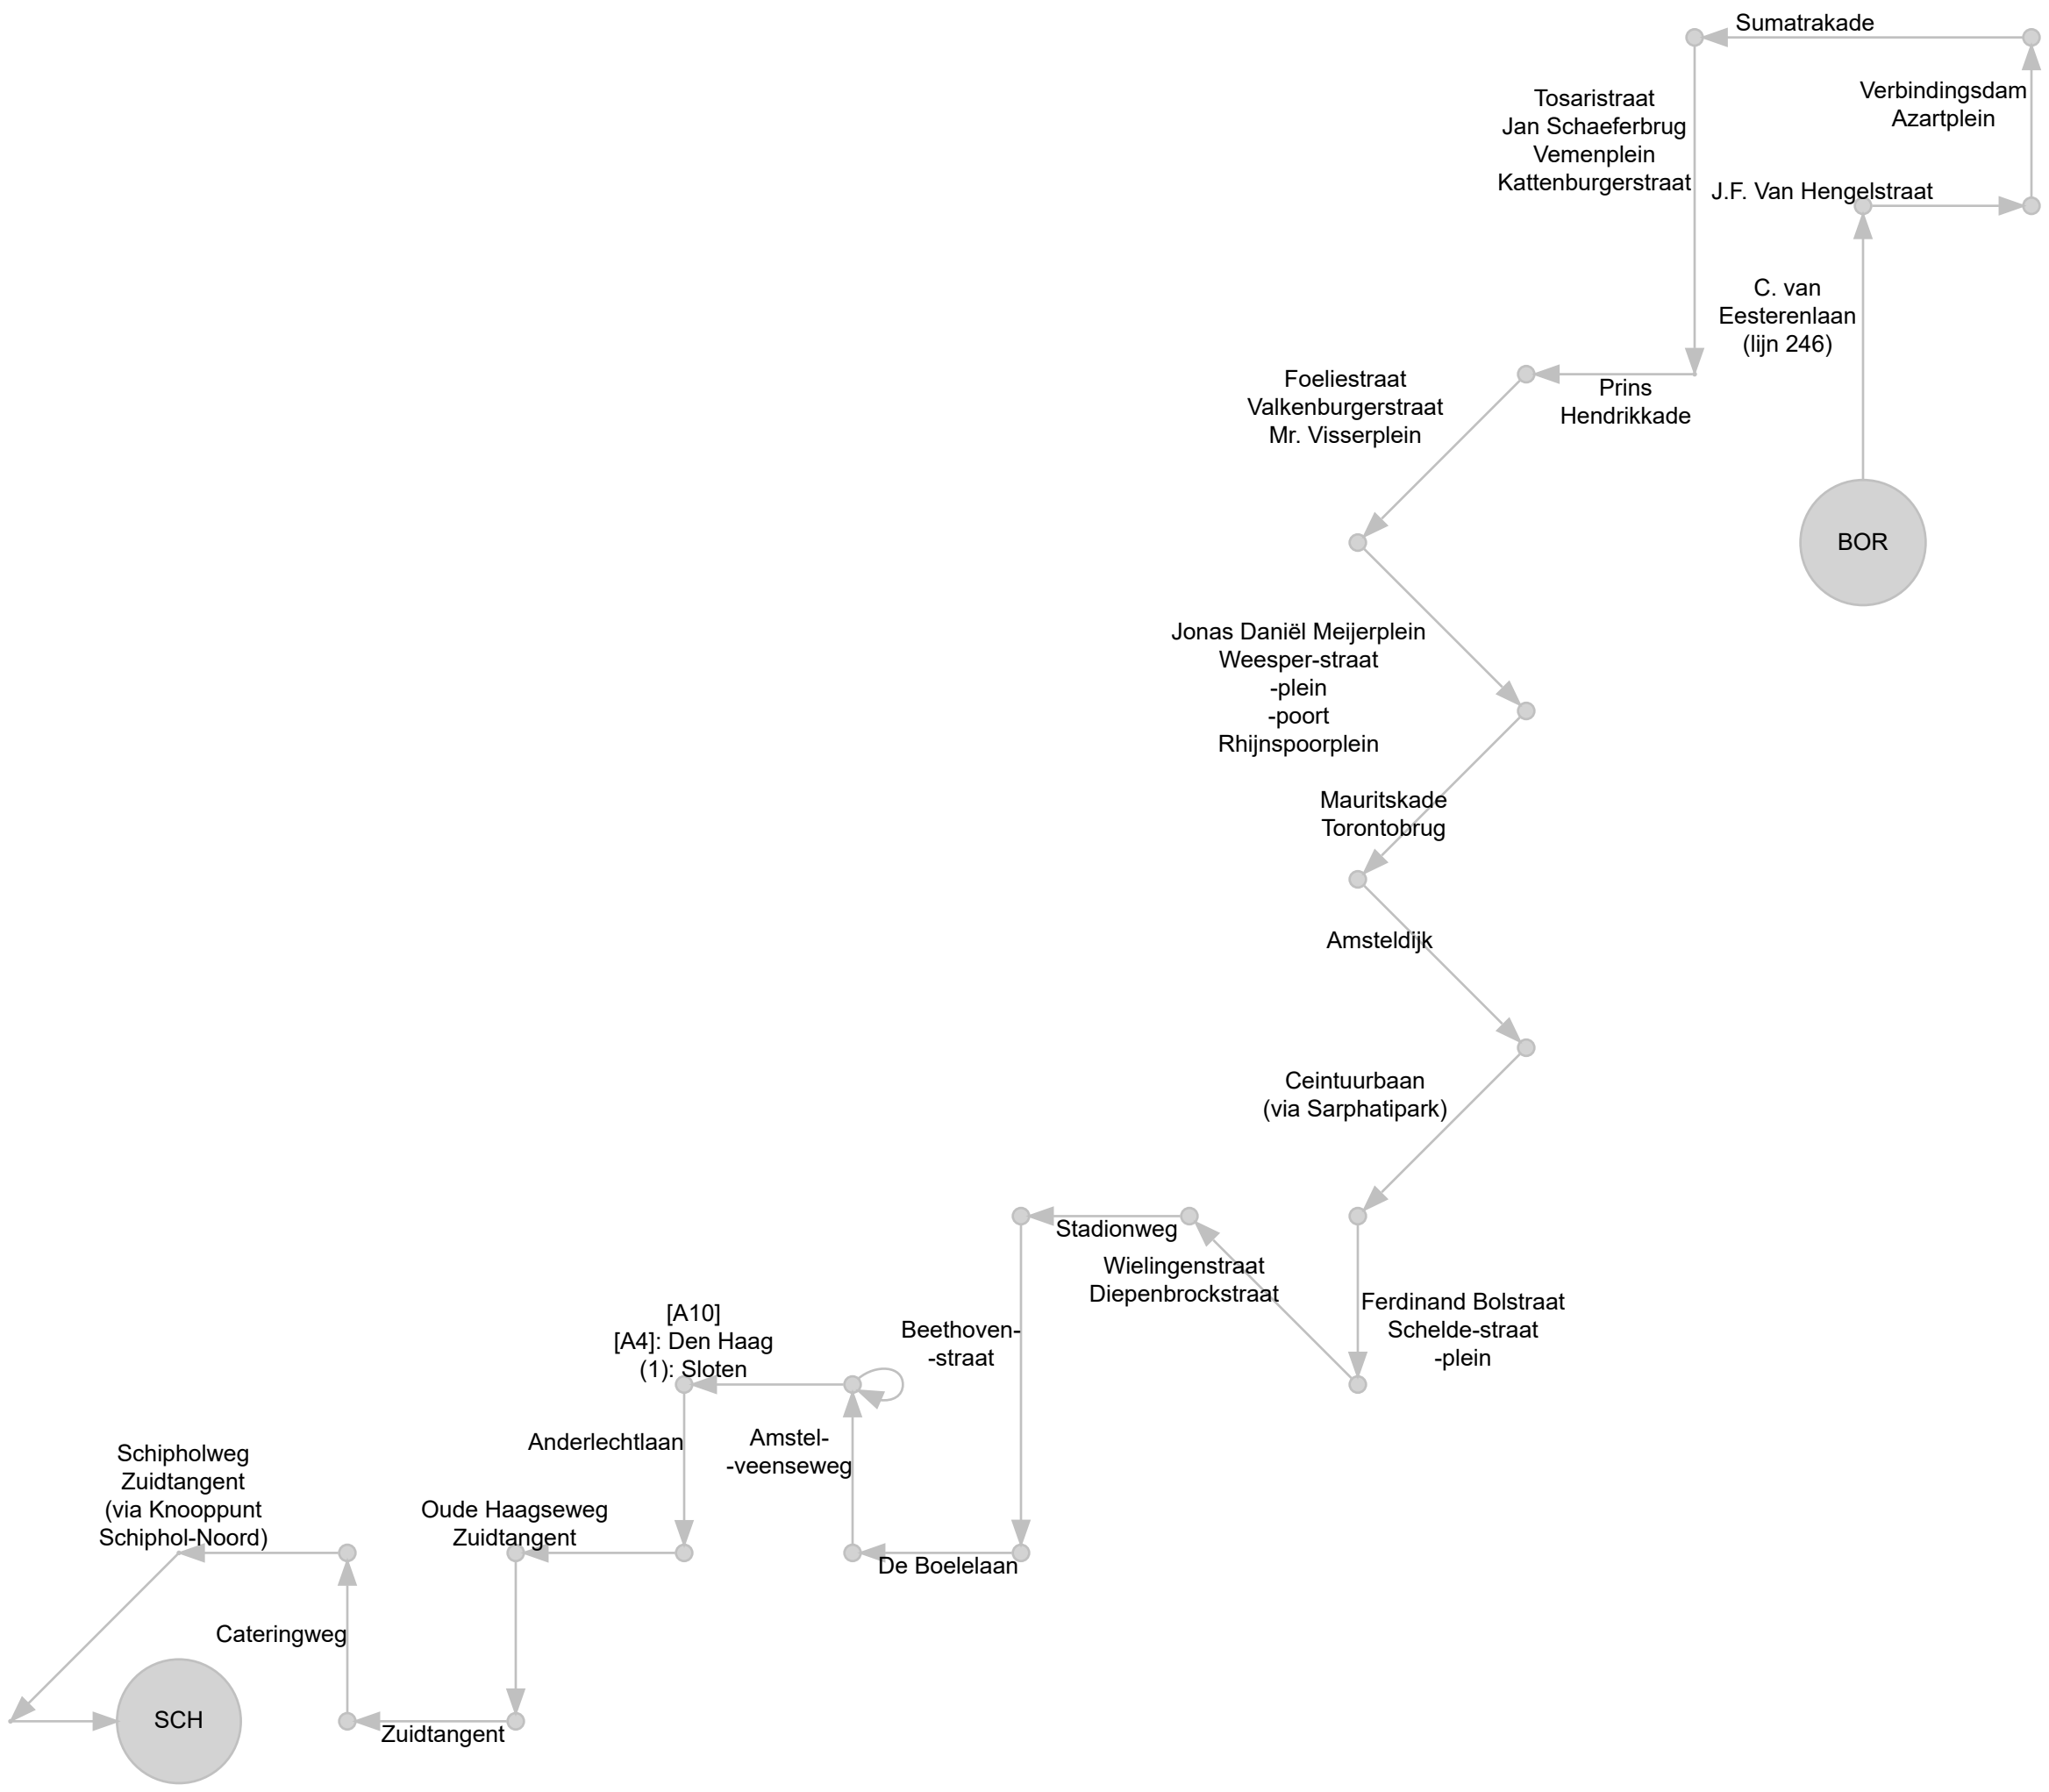 Sumatrakade
Verbindingsdam
Azartplein
Tosaristraat
Jan Schaeferbrug
Vemenplein
Kattenburgerstraat
J.F. Van Hengelstraat
C. van
Eesterenlaan
(lijn 246)
Prins
Hendrikkade
Foeliestraat
Valkenburgerstraat
Mr. Visserplein
BOR
Jonas Daniël Meijerplein
Weesper-straat
-plein
-poort
Rhijnspoorplein
Mauritskade
Torontobrug
Amsteldijk
Ceintuurbaan
(via Sarphatipark)
Ferdinand Bolstraat
Schelde-straat
-plein
Wielingenstraat
Diepenbrockstraat
Stadionweg
Beethoven-
-straat
De Boelelaan
Amstel-
-veenseweg
[A10]
[A4]: Den Haag
(1): Sloten
Anderlechtlaan
Oude Haagseweg
Zuidtangent
Zuidtangent
Cateringweg
Schipholweg
Zuidtangent
(via Knooppunt
Schiphol-Noord)
SCH